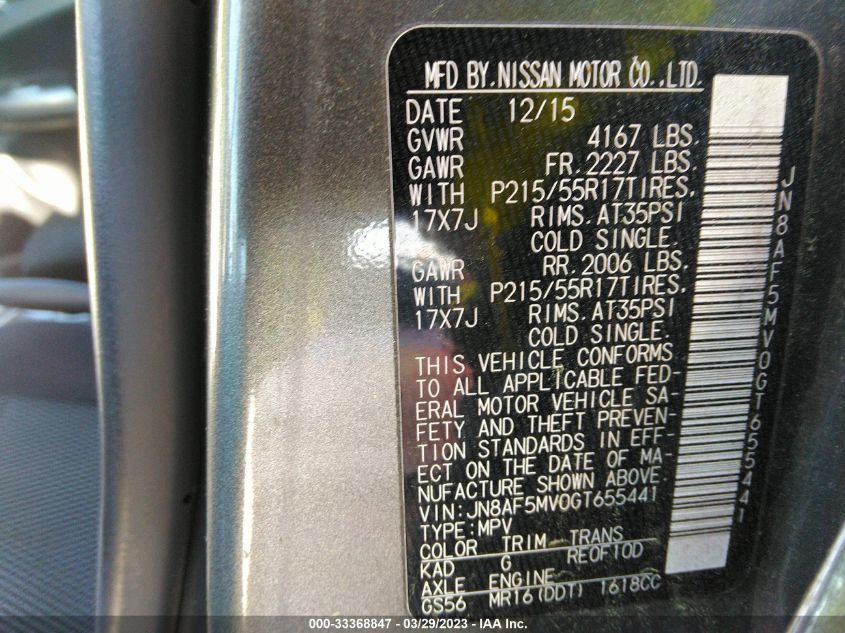 MFD BY.NISSAN MOTOR CO.,LTD.
DATE 12/15
GVWR 4167 LBS.
GAWR FR.2227 LBS.
WITH P215/55R17TIRES.
17X7J RIMS.AT35PSI
COLD SINGLE.
GAWR RR.2006 LBS.
WITH P215/55R17TIRES.
17X7J RIMS.AT35PSI
COLD SINGLE.
THIS VEHICLE CONFORMS
TO ALL APPLICABLE FED-
ERAL MOTOR VEHICLE SA-
FETY AND THEFT PREVEN-
TION STANDARDS IN EFF-
ECT ON THE DATE OF MA-
NUFACTURE SHOWN ABOVE.
VIN:JN8AF5MV0GT655441
TYPE:MPV
COLOR TRIM TRANS
KAD G RE0F10D
AXLE ENGINE
GS56 MR16(DDT) 1618CC
JN8AF5MV0GT655441
000-33368847 - 03/29/2023 - IAA Inc.